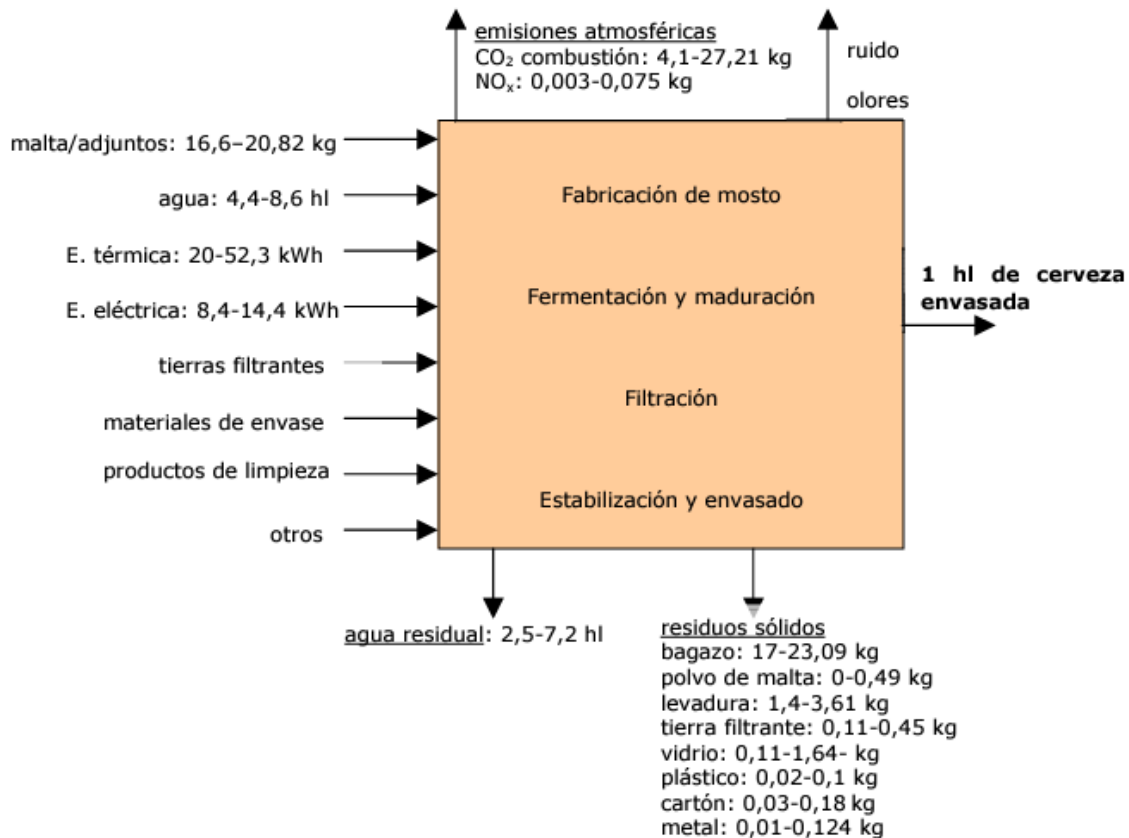 emisiones atmosféricas
CO₂ combustión: 4,1-27,21 kg
NOₓ: 0,003-0,075 kg
ruido
olores
malta/adjuntos: 16,6–20,82 kg
agua: 4,4-8,6 hl
E. térmica: 20-52,3 kWh
E. eléctrica: 8,4-14,4 kWh
tierras filtrantes
materiales de envase
productos de limpieza
otros
Fabricación de mosto
Fermentación y maduración
Filtración
Estabilización y envasado
1 hl de cerveza
envasada
agua residual: 2,5-7,2 hl
residuos sólidos
bagazo: 17-23,09 kg
polvo de malta: 0-0,49 kg
levadura: 1,4-3,61 kg
tierra filtrante: 0,11-0,45 kg
vidrio: 0,11-1,64- kg
plástico: 0,02-0,1 kg
cartón: 0,03-0,18 kg
metal: 0,01-0,124 kg